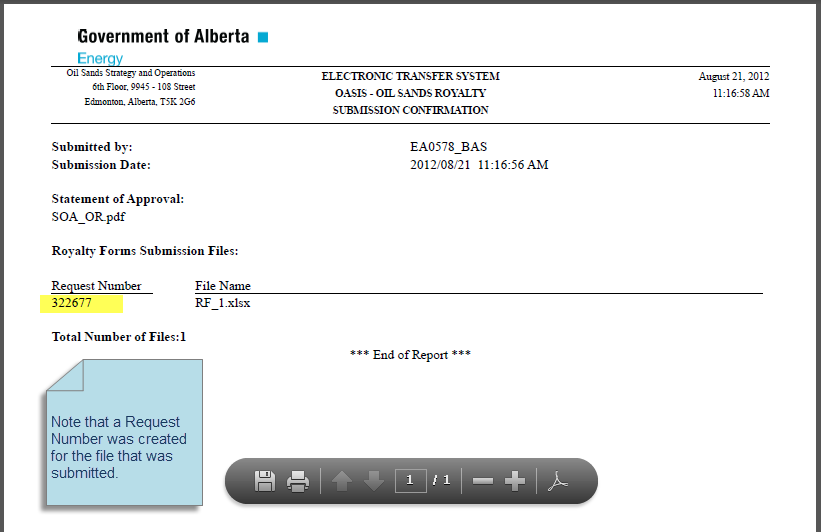 Government of Alberta
Energy
Oil Sands Strategy and Operations
6th Floor, 9945 - 108 Street
Edmonton, Alberta, T5K 2G6
ELECTRONIC TRANSFER SYSTEM
OASIS - OIL SANDS ROYALTY
SUBMISSION CONFIRMATION
August 21, 2012
11:16:58 AM
Submitted by: EA0578_BAS
Submission Date: 2012/08/21 11:16:56 AM
Statement of Approval:
SOA_OR.pdf
Royalty Forms Submission Files:
Request Number File Name
322677 RF_1.xlsx
Total Number of Files:1
*** End of Report ***
Note that a Request
Number was created
for the file that was
submitted.
1 / 1